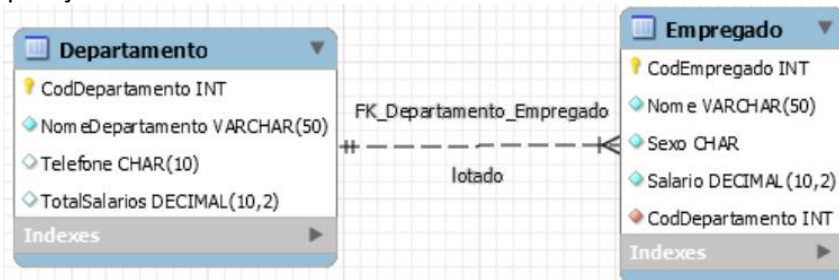 Departamento
CodDepartamento INT
NomeDepartamento VARCHAR(50)
Telefone CHAR(10)
TotalSalarios DECIMAL(10,2)
Indexes
FK_Departamento_Empregado
lotado
Empregado
CodEmpregado INT
Nome VARCHAR(50)
Sexo CHAR
Salario DECIMAL(10,2)
CodDepartamento INT
Indexes